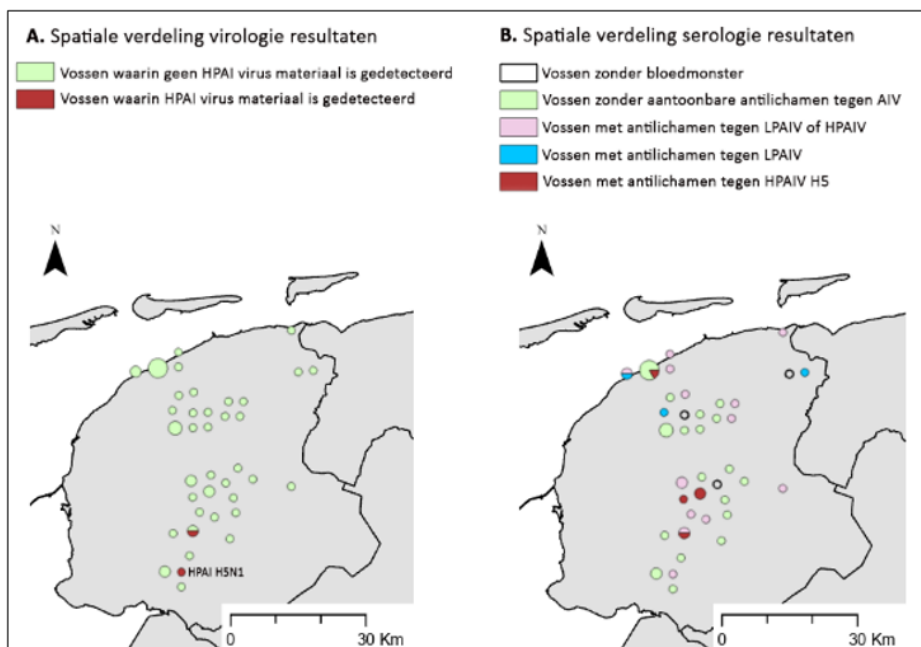 A. Spatiale verdeling virologie resultaten
Vossen waarin geen HPAI virus materiaal is gedetecteerd
Vossen waarin HPAI virus materiaal is gedetecteerd
N
HPAI H5N1
0 30 Km
B. Spatiale verdeling serologie resultaten
Vossen zonder bloedmonster
Vossen zonder aantoonbare antilichamen tegen AIV
Vossen met antilichamen tegen LPAIV of HPAIV
Vossen met antilichamen tegen LPAIV
Vossen met antilichamen tegen HPAIV H5
N
0 30 Km